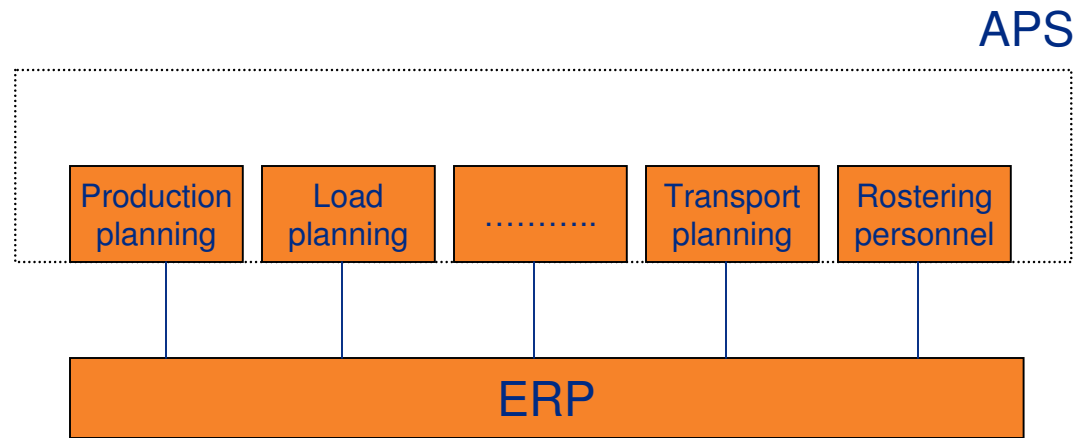 APS
Production
planning
Load
planning
………..
Transport
planning
Rostering
personnel
ERP